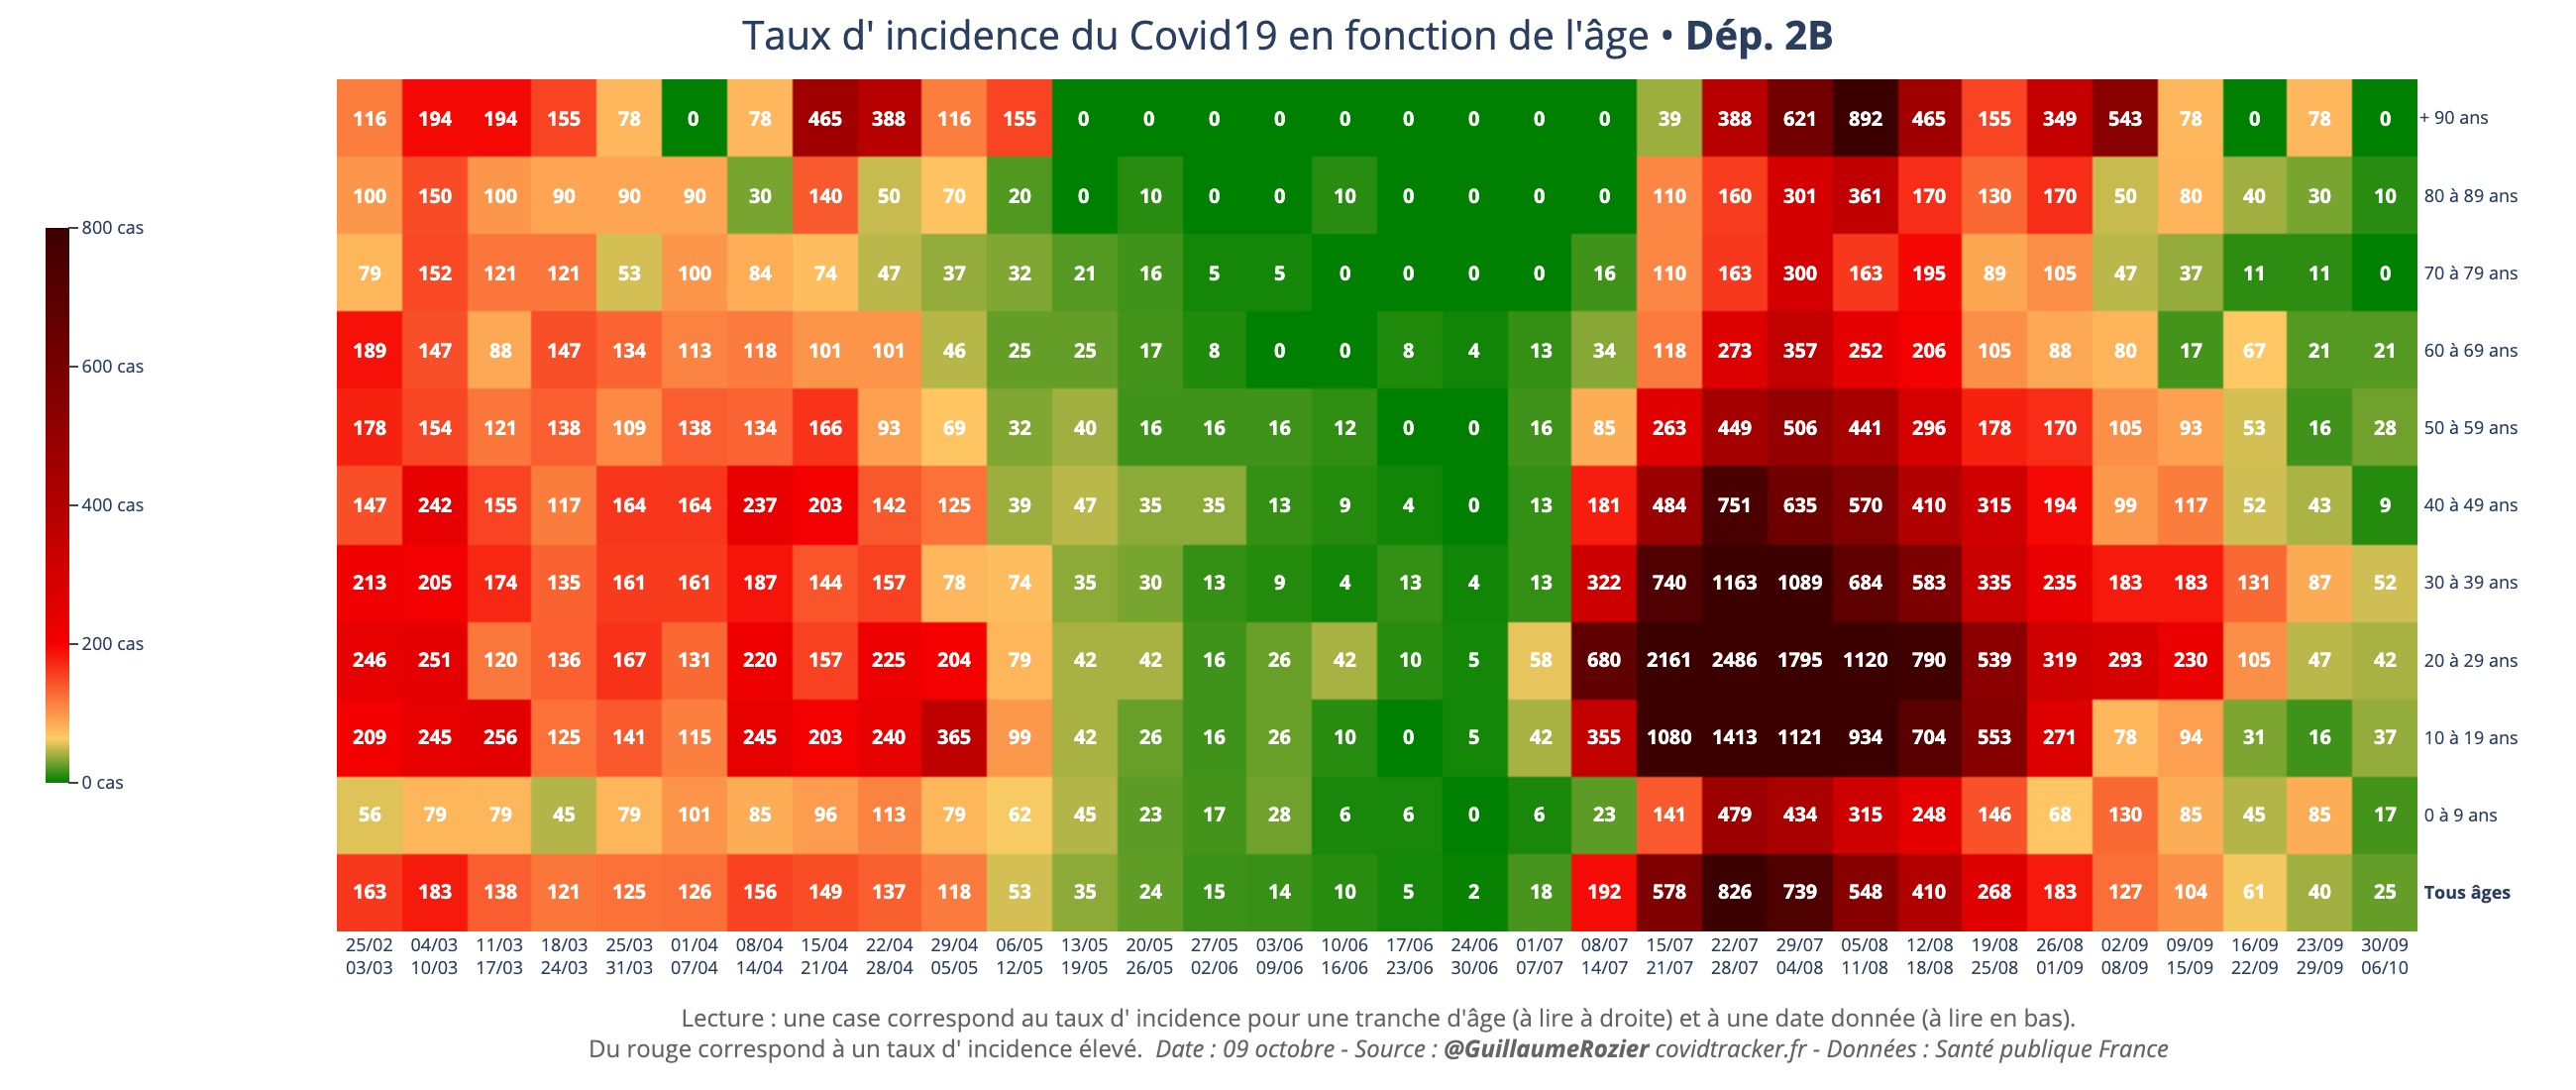 Taux d' incidence du Covid19 en fonction de l'âge • Dép. 2B
116 194 194 155 78 0 78 465 388 116 155 0 0 0 0 0 0 0 0 0 39 388 621 892 465 155 349 543 78 0 78 0 + 90 ans
100 150 100 90 90 90 30 140 50 70 20 0 10 0 0 10 0 0 0 0 110 160 301 361 170 130 170 50 80 40 30 10 80 à 89 ans
800 cas
79 152 121 121 53 100 84 74 47 37 32 21 16 5 5 0 0 0 0 16 110 163 300 163 195 89 105 47 37 11 11 0 70 à 79 ans
189 147 88 147 134 113 118 101 101 46 25 25 17 8 0 0 8 4 13 34 118 273 357 252 206 105 88 80 17 67 21 21 60 à 69 ans
600 cas
178 154 121 138 109 138 134 166 93 69 32 40 16 16 16 12 0 0 16 85 263 449 506 441 296 178 170 105 93 53 16 28 50 à 59 ans
400 cas
147 242 155 117 164 164 237 203 142 125 39 47 35 35 13 9 4 0 13 181 484 751 635 570 410 315 194 99 117 52 43 9 40 à 49 ans
213 205 174 135 161 161 187 144 157 78 74 35 30 13 9 4 13 4 13 322 740 1163 1089 684 583 335 235 183 183 131 87 52 30 à 39 ans
200 cas
246 251 120 136 167 131 220 157 225 204 79 42 42 16 26 42 10 5 58 680 2161 2486 1795 1120 790 539 319 293 230 105 47 42 20 à 29 ans
209 245 256 125 141 115 245 203 240 365 99 42 26 16 26 10 0 5 42 355 1080 1413 1121 934 704 553 271 78 94 31 16 37 10 à 19 ans
0 cas
56 79 79 45 79 101 85 96 113 79 62 45 23 17 28 6 6 0 6 23 141 479 434 315 248 146 68 130 85 45 85 17 0 à 9 ans
163 183 138 121 125 126 156 149 137 118 53 35 24 15 14 10 5 2 18 192 578 826 739 548 410 268 183 127 104 61 40 25 Tous âges
25/02 04/03 11/03 18/03 25/03 01/04 08/04 15/04 22/04 29/04 06/05 13/05 20/05 27/05 03/06 10/06 17/06 24/06 01/07 08/07 15/07 22/07 29/07 05/08 12/08 19/08 26/08 02/09 09/09 16/09 23/09 30/09
03/03 10/03 17/03 24/03 31/03 07/04 14/04 21/04 28/04 05/05 12/05 19/05 26/05 02/06 09/06 16/06 23/06 30/06 07/07 14/07 21/07 28/07 04/08 11/08 18/08 25/08 01/09 08/09 15/09 22/09 29/09 06/10
Lecture : une case correspond au taux d' incidence pour une tranche d'âge (à lire à droite) et à une date donnée (à lire en bas).
Du rouge correspond à un taux d' incidence élevé. Date : 09 octobre - Source : @GuillaumeRozier covidtracker.fr - Données : Santé publique France